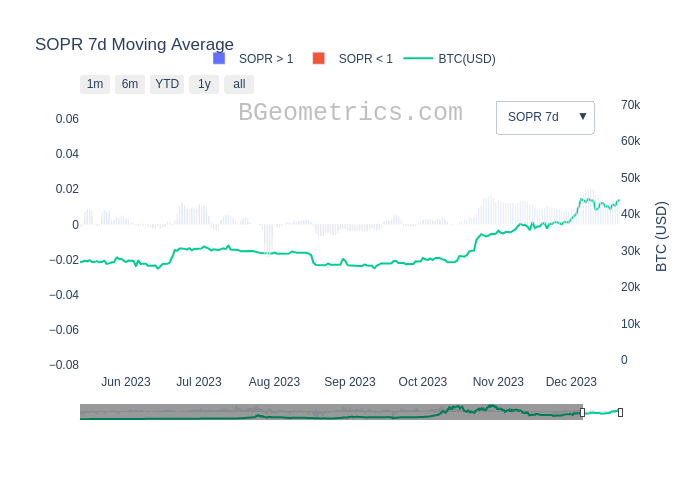 SOPR 7d Moving Average
SOPR > 1 SOPR < 1 BTC(USD)
1m 6m YTD 1y all
BGeometrics.com
SOPR 7d ▼
0.06
0.04
0.02
0
−0.02
−0.04
−0.06
−0.08
70k
60k
50k
40k
30k
20k
10k
0
BTC (USD)
Jun 2023 Jul 2023 Aug 2023 Sep 2023 Oct 2023 Nov 2023 Dec 2023